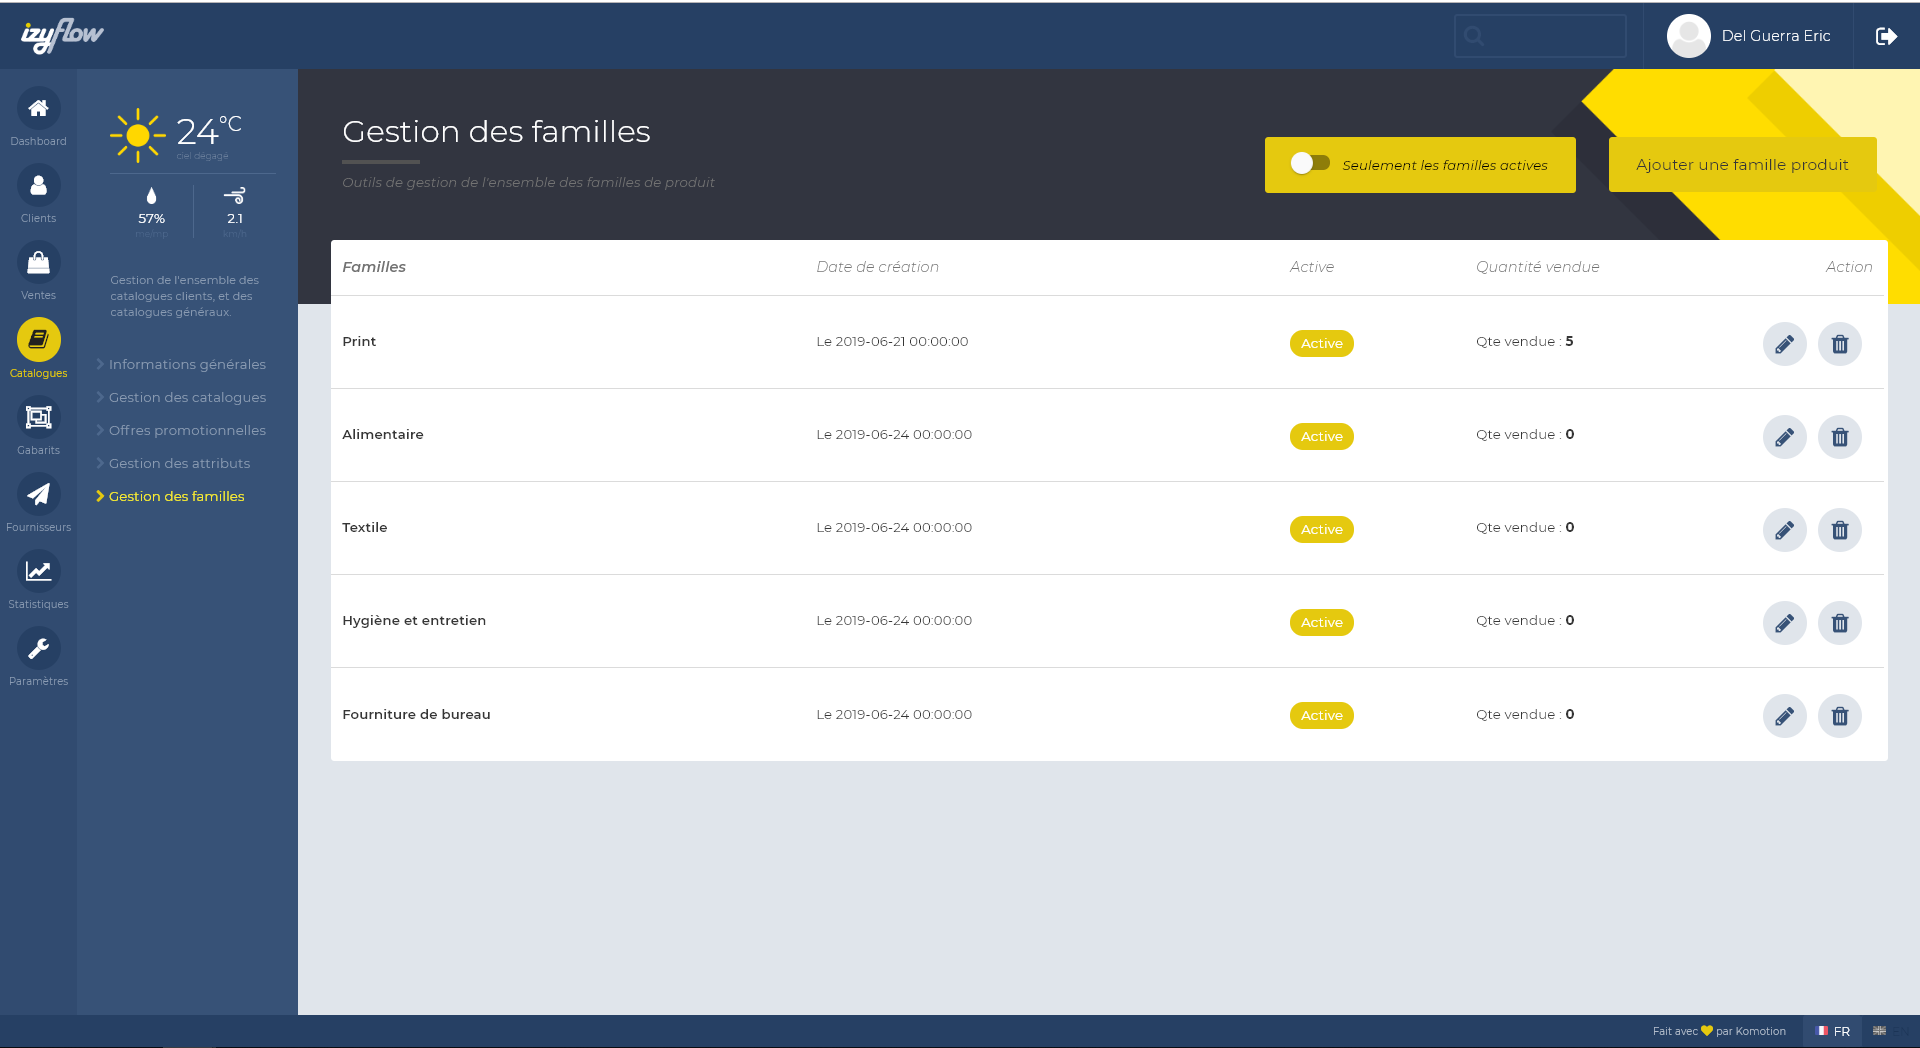 izyflow
Del Guerra Eric
Dashboard
Clients
Ventes
Catalogues
Gabarits
Fournisseurs
Statistiques
Paramètres
24°C
ciel dégagé
57%
2.1
km/h
Gestion de l'ensemble des
catalogues clients, et des
catalogues généraux.
Informations générales
Gestion des catalogues
Offres promotionnelles
Gestion des attributs
Gestion des familles
Gestion des familles
Outils de gestion de l'ensemble des familles de produit
Seulement les familles actives
Ajouter une famille produit
Familles Date de création Active Quantité vendue Action
Print Le 2019-06-21 00:00:00 Active Qte vendue : 5
Alimentaire Le 2019-06-24 00:00:00 Active Qte vendue : 0
Textile Le 2019-06-24 00:00:00 Active Qte vendue : 0
Hygiène et entretien Le 2019-06-24 00:00:00 Active Qte vendue : 0
Fourniture de bureau Le 2019-06-24 00:00:00 Active Qte vendue : 0
Fait avec par Komotion FR